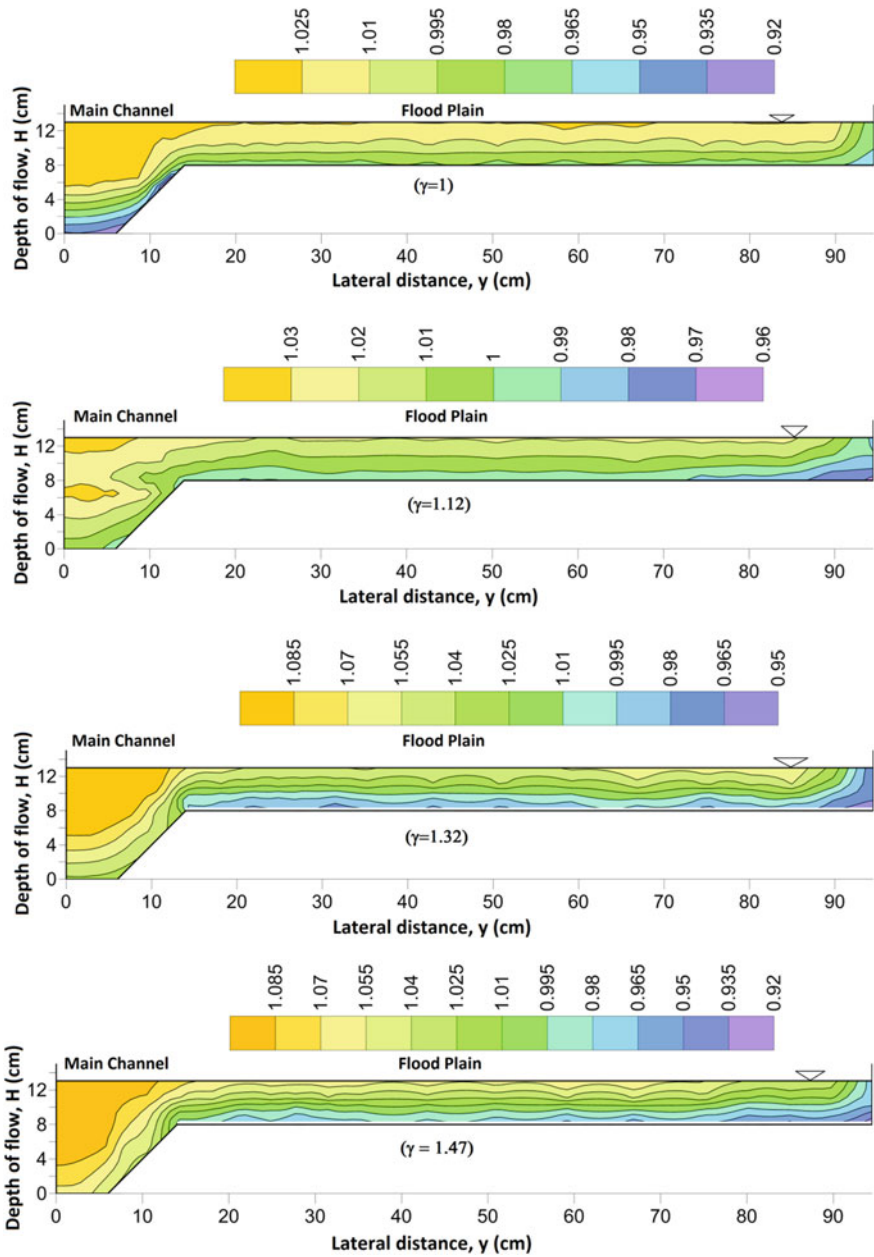 1.025 1.01 0.995 0.98 0.965 0.95 0.935 0.92
Main Channel Flood Plain
Depth of flow, H (cm)
12
8
4
0
(γ=1)
0 10 20 30 40 50 60 70 80 90
Lateral distance, y (cm)
1.03 1.02 1.01 1 0.99 0.98 0.97 0.96
Main Channel Flood Plain
Depth of flow, H (cm)
12
8
4
0
(γ=1.12)
0 10 20 30 40 50 60 70 80 90
Lateral distance, y (cm)
1.085 1.07 1.055 1.04 1.025 1.01 0.995 0.98 0.965 0.95
Main Channel Flood Plain
Depth of flow, H (cm)
12
8
4
0
(γ=1.32)
0 10 20 30 40 50 60 70 80 90
Lateral distance, y (cm)
1.085 1.07 1.055 1.04 1.025 1.01 0.995 0.98 0.965 0.95 0.935 0.92
Main Channel Flood Plain
Depth of flow, H (cm)
12
8
4
0
(γ = 1.47)
0 10 20 30 40 50 60 70 80 90
Lateral distance, y (cm)